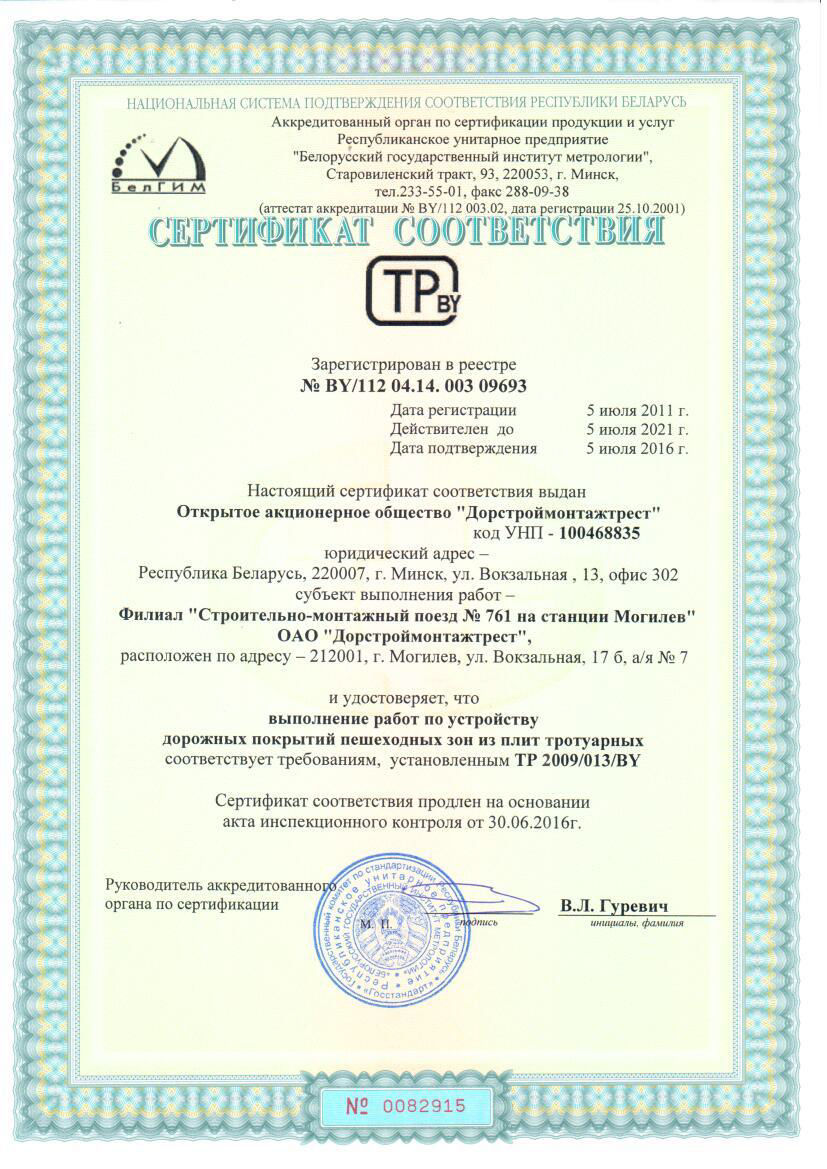 НАЦИОНАЛЬНАЯ СИСТЕМА ПОДТВЕРЖДЕНИЯ СООТВЕТСТВИЯ РЕСПУБЛИКИ БЕЛАРУСЬ
Аккредитованный орган по сертификации продукции и услуг
Республиканское унитарное предприятие
"Белорусский государственный институт метрологии",
Старовиленский тракт, 93, 220053, г. Минск,
тел.233-55-01, факс 288-09-38
(аттестат аккредитации № BY/112 003.02, дата регистрации 25.10.2001)
БелГИМ
СЕРТИФИКАТ СООТВЕТСТВИЯ
ТР BY
Зарегистрирован в реестре
№ BY/112 04.14. 003 09693
Дата регистрации 5 июля 2011 г.
Действителен до 5 июля 2021 г.
Дата подтверждения 5 июля 2016 г.
Настоящий сертификат соответствия выдан
Открытое акционерное общество "Дорстроймонтажтрест"
код УНП - 100468835
юридический адрес –
Республика Беларусь, 220007, г. Минск, ул. Вокзальная , 13, офис 302
субъект выполнения работ –
Филиал "Строительно-монтажный поезд № 761 на станции Могилев"
ОАО "Дорстроймонтажтрест",
расположен по адресу – 212001, г. Могилев, ул. Вокзальная, 17 б, а/я № 7
и удостоверяет, что
выполнение работ по устройству
дорожных покрытий пешеходных зон из плит тротуарных
соответствует требованиям, установленным ТР 2009/013/BY
Сертификат соответствия продлен на основании
акта инспекционного контроля от 30.06.2016г.
Руководитель аккредитованного
органа по сертификации
М. П.
подпись
В.Л. Гуревич
инициалы, фамилия
Государственный комитет по стандартизации Республики Беларусь
• «Госстандарт» •
Республиканское унитарное предприятие
«БЕЛОРУССКИЙ ГОСУДАРСТВЕННЫЙ ИНСТИТУТ МЕТРОЛОГИИ»
№ 0082915